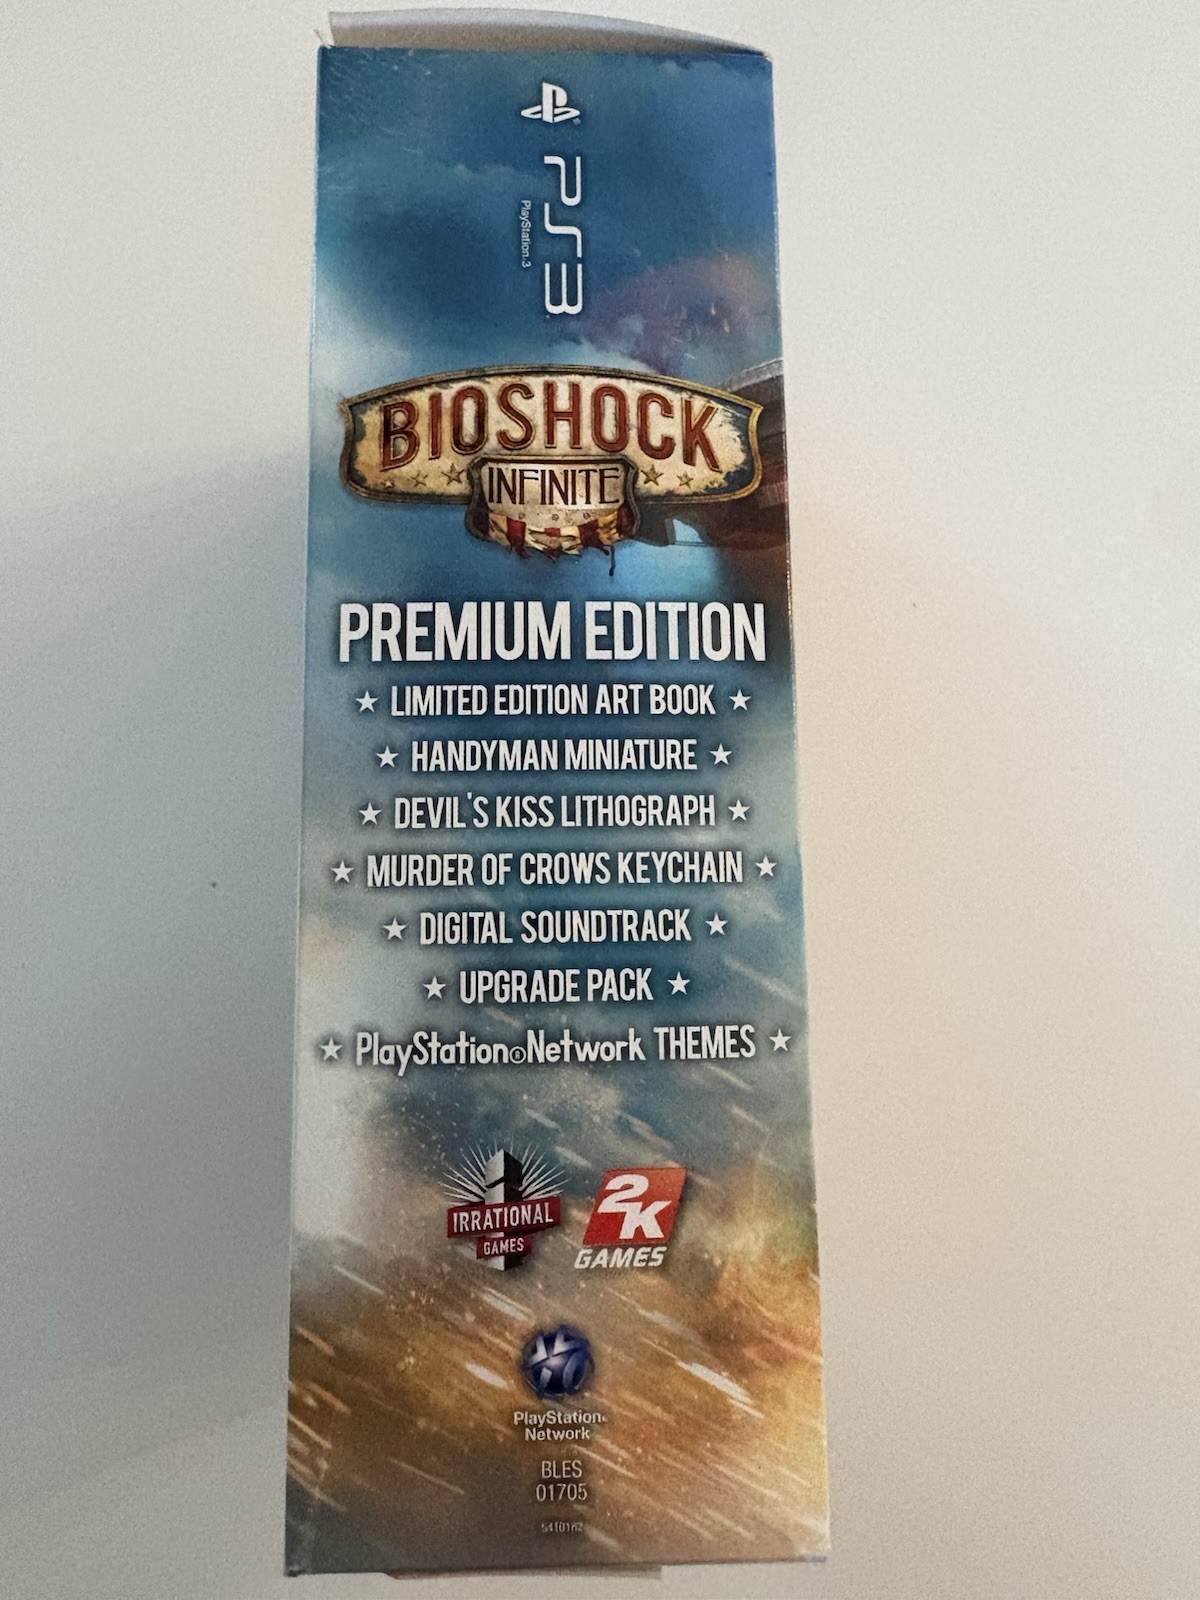 PS3
PlayStation.3
BIOSHOCK
INFINITE
PREMIUM EDITION
★ LIMITED EDITION ART BOOK ★
★ HANDYMAN MINIATURE ★
★ DEVIL'S KISS LITHOGRAPH ★
★ MURDER OF CROWS KEYCHAIN ★
★ DIGITAL SOUNDTRACK ★
★ UPGRADE PACK ★
★ PlayStation®Network THEMES ★
IRRATIONAL
GAMES
2K
GAMES
PlayStation
Network
BLES
01705